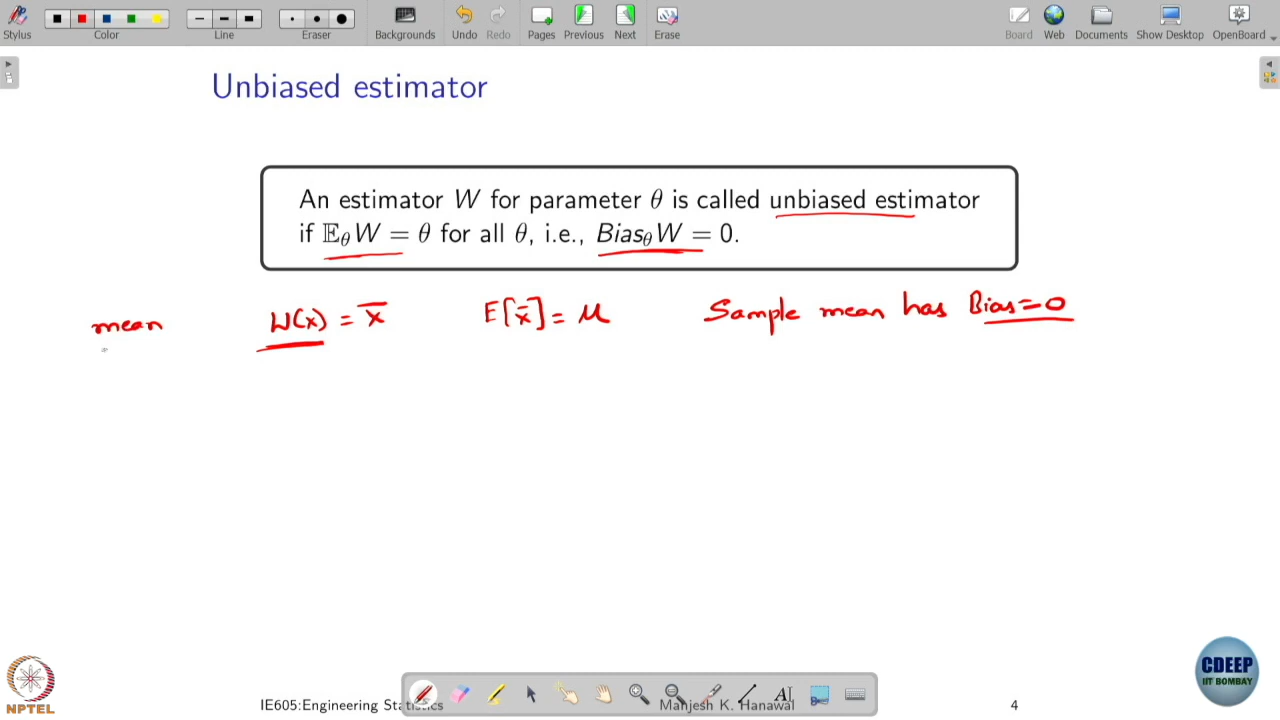 Stylus Color Line Eraser Backgrounds Undo Redo Pages Previous Next Erase Board Web Documents Show Desktop OpenBoard
Unbiased estimator
An estimator W for parameter θ is called unbiased estimator
if 𝔼θW = θ for all θ, i.e., BiasθW = 0.
mean W(x) = x̄ E[x̄] = μ Sample mean has Bias=0
CDEEP
IIT BOMBAY
NPTEL
IE605:Engineering Statistics Manjesh K. Hanawal 4